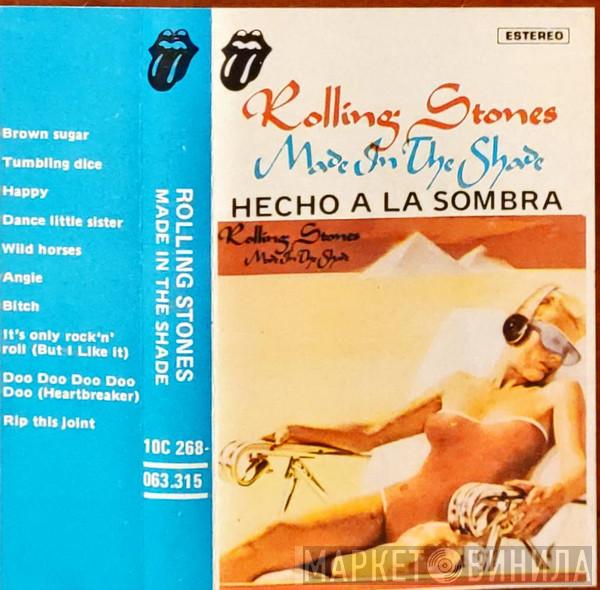 Brown sugar
Tumbling dice
Happy
Dance little sister
Wild horses
Angie
Bitch
It's only rock'n'
roll (But I Like it)
Doo Doo Doo Doo
Doo (Heartbreaker)
Rip this joint
ROLLING STONES
MADE IN THE SHADE
10C 268-
063.315
ESTEREO
Rolling Stones
Made In The Shade
HECHO A LA SOMBRA
Rolling Stones
Made In The Shade
МАРКЕТ ВИНИЛА